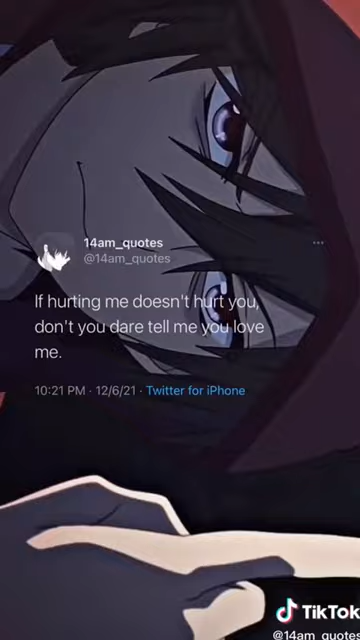 14am_quotes
@14am_quotes
If hurting me doesn't hurt you,
don't you dare tell me you love
me.
10:21 PM · 12/6/21 · Twitter for iPhone
TikTok
@14am_quotes